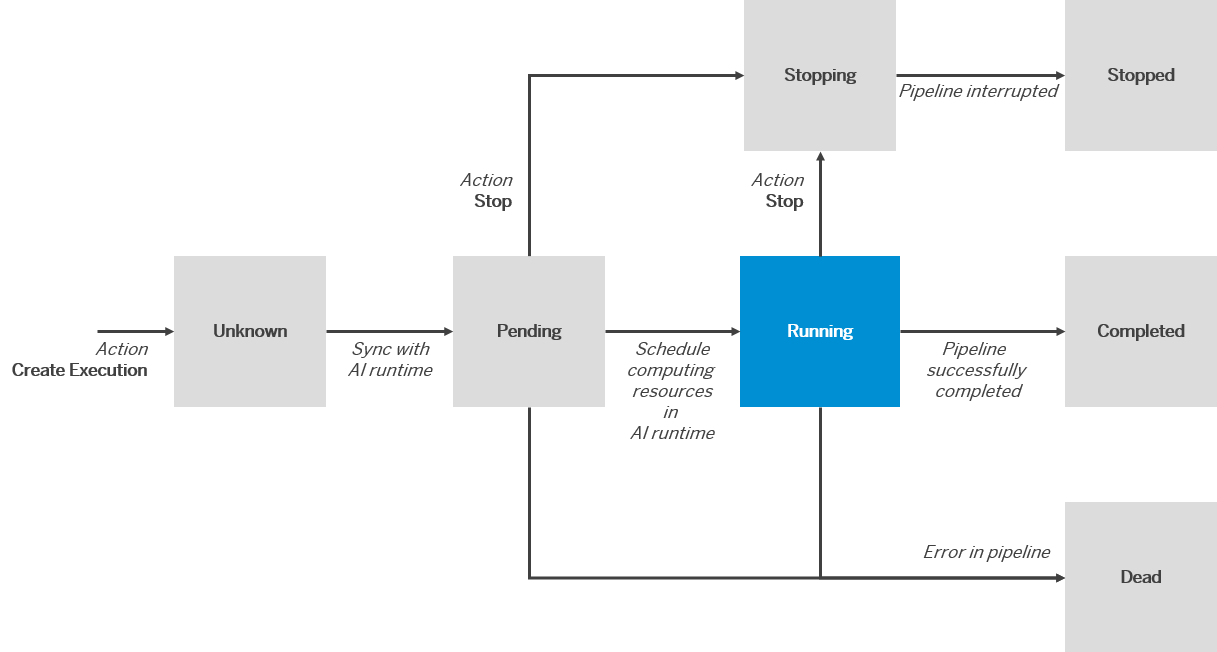 Stopping
Stopped
Pipeline interrupted
Action
Stop
Action
Stop
Unknown
Pending
Running
Completed
Action
Create Execution
Sync with
AI runtime
Schedule
computing
resources
in
AI runtime
Pipeline
successfully
completed
Error in pipeline
Dead